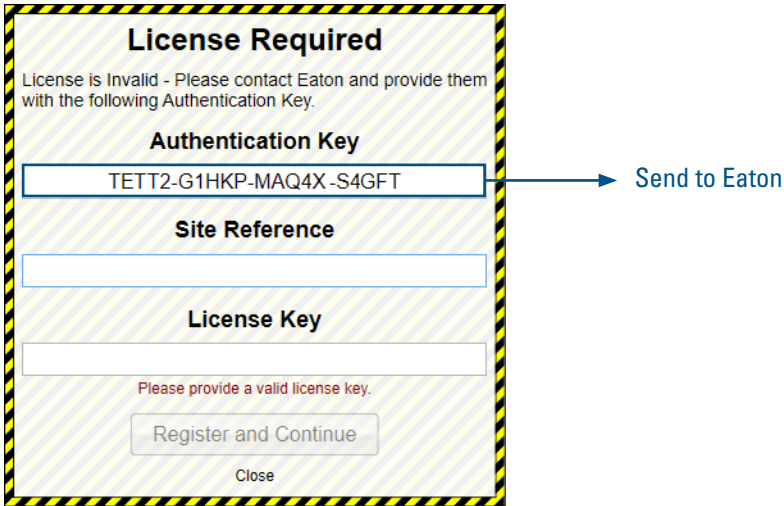 License Required
License is Invalid - Please contact Eaton and provide them
with the following Authentication Key.
Authentication Key
TETT2-G1HKP-MAQ4X-S4GFT
Send to Eaton
Site Reference
License Key
Please provide a valid license key.
Register and Continue
Close